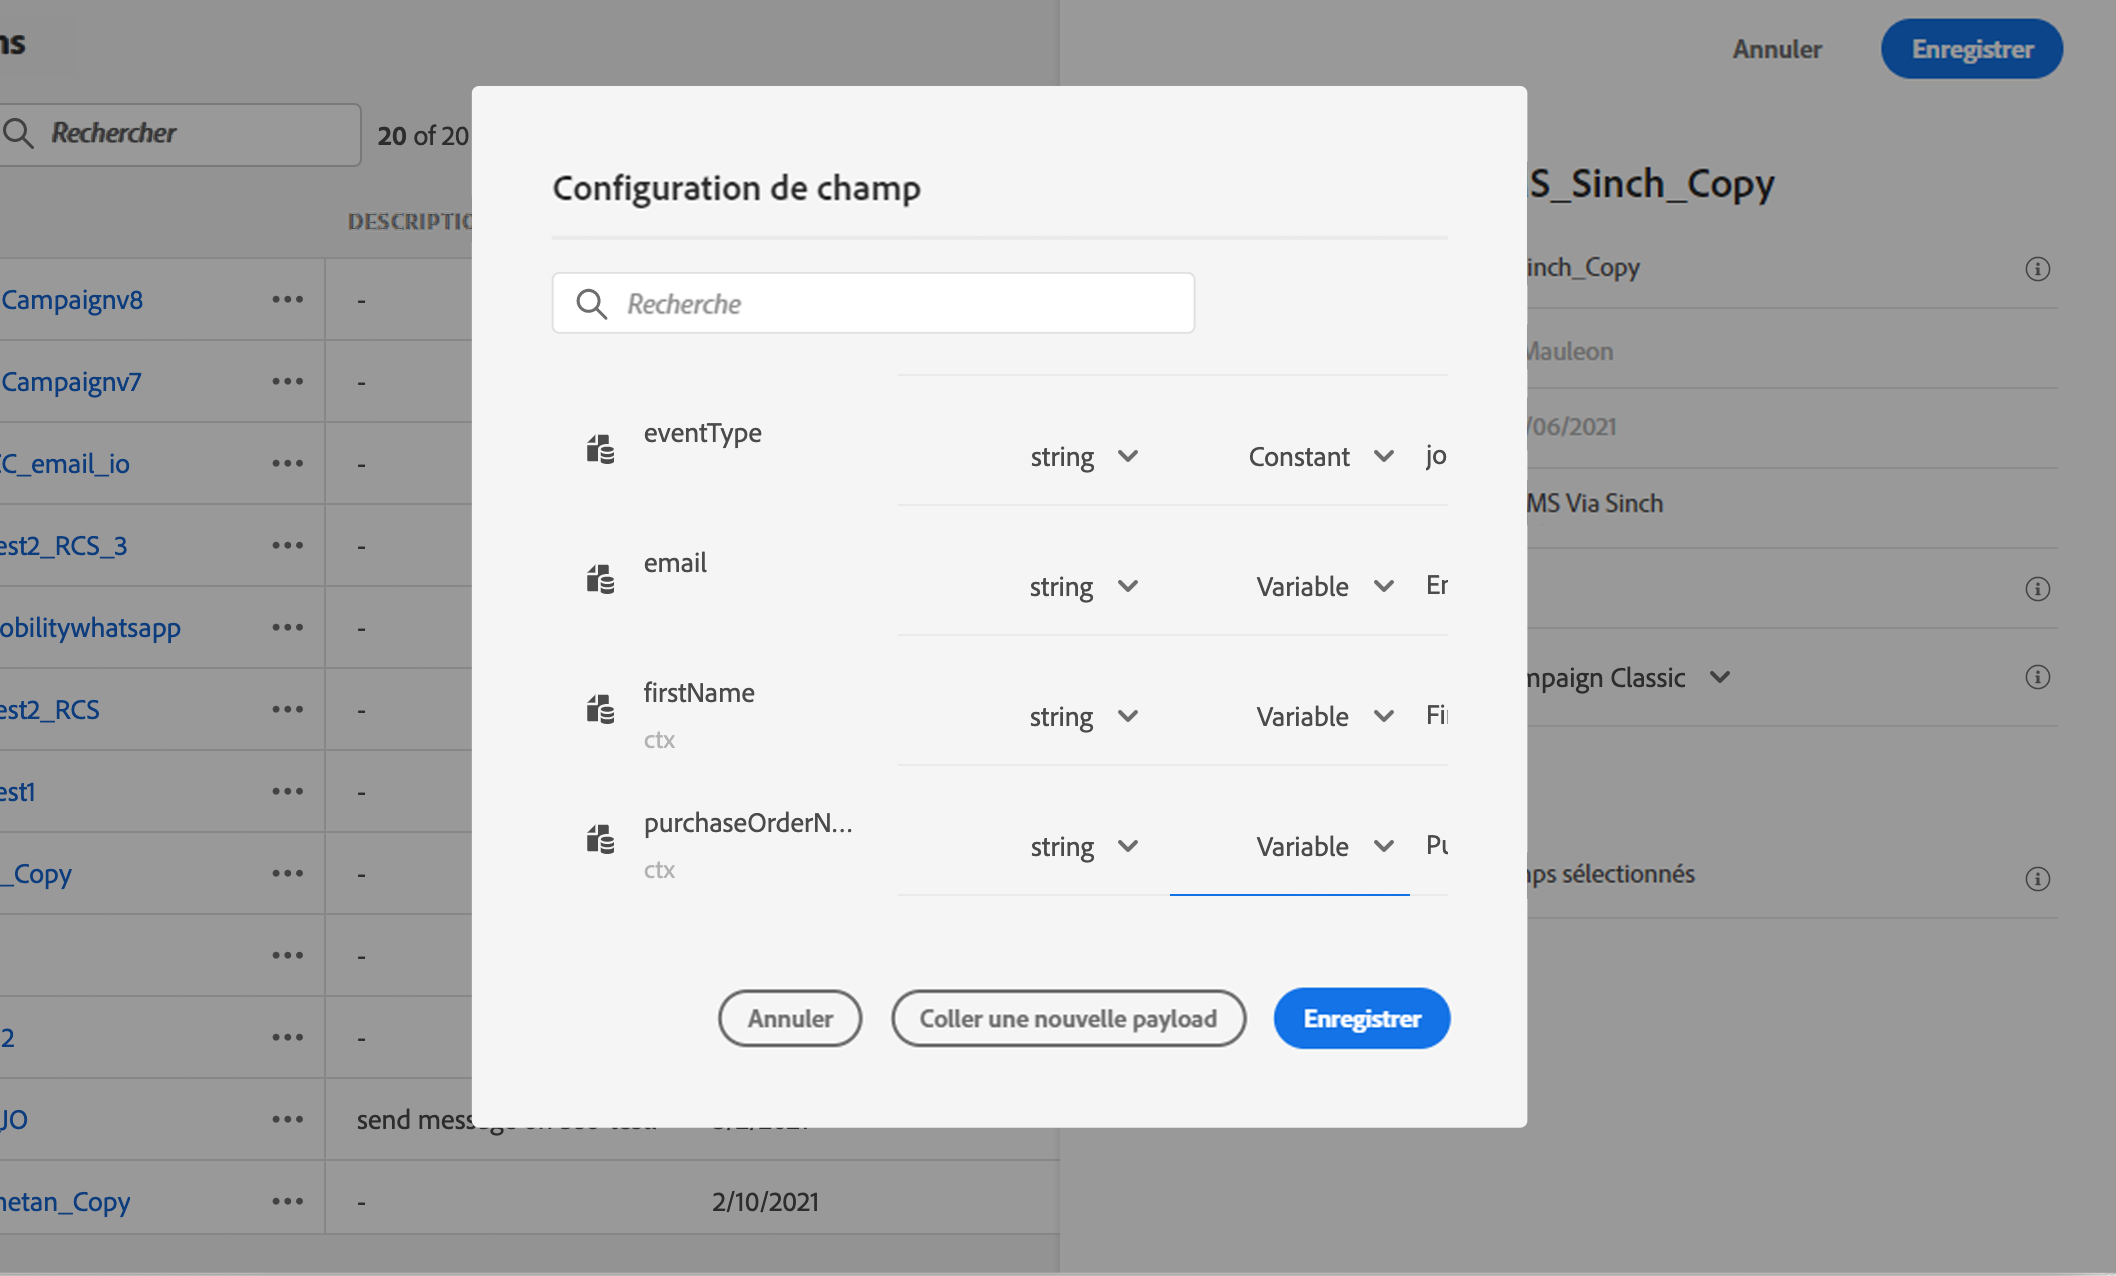 ns
Annuler
Enregistrer
Rechercher
20 of 20
DESCRIPTIO
Campaignv8
-
Campaignv7
-
C_email_io
-
est2_RCS_3
-
obilitywhatsapp
-
est2_RCS
-
est1
-
_Copy
-
-
2
-
JO
send mess
netan_Copy
-
2/10/2021
Configuration de champ
Recherche
eventType
string
Constant
jo
email
string
Variable
Er
firstName
ctx
string
Variable
Fi
purchaseOrderN...
ctx
string
Variable
Pu
Annuler
Coller une nouvelle payload
Enregistrer
S_Sinch_Copy
inch_Copy
Mauleon
/06/2021
MS Via Sinch
mpaign Classic
ps sélectionnés